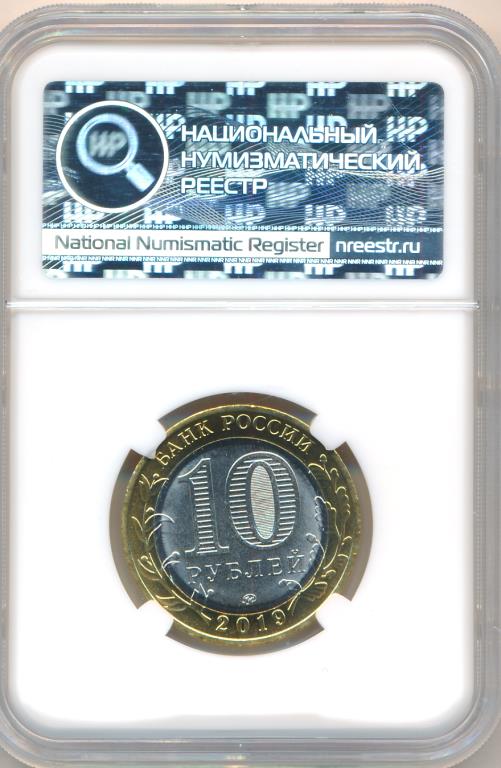 НАЦИОНАЛЬНЫЙ
НУМИЗМАТИЧЕСКИЙ
РЕЕСТР
National Numismatic Register nreestr.ru
БАНК РОССИИ
10
РУБЛЕЙ
2019